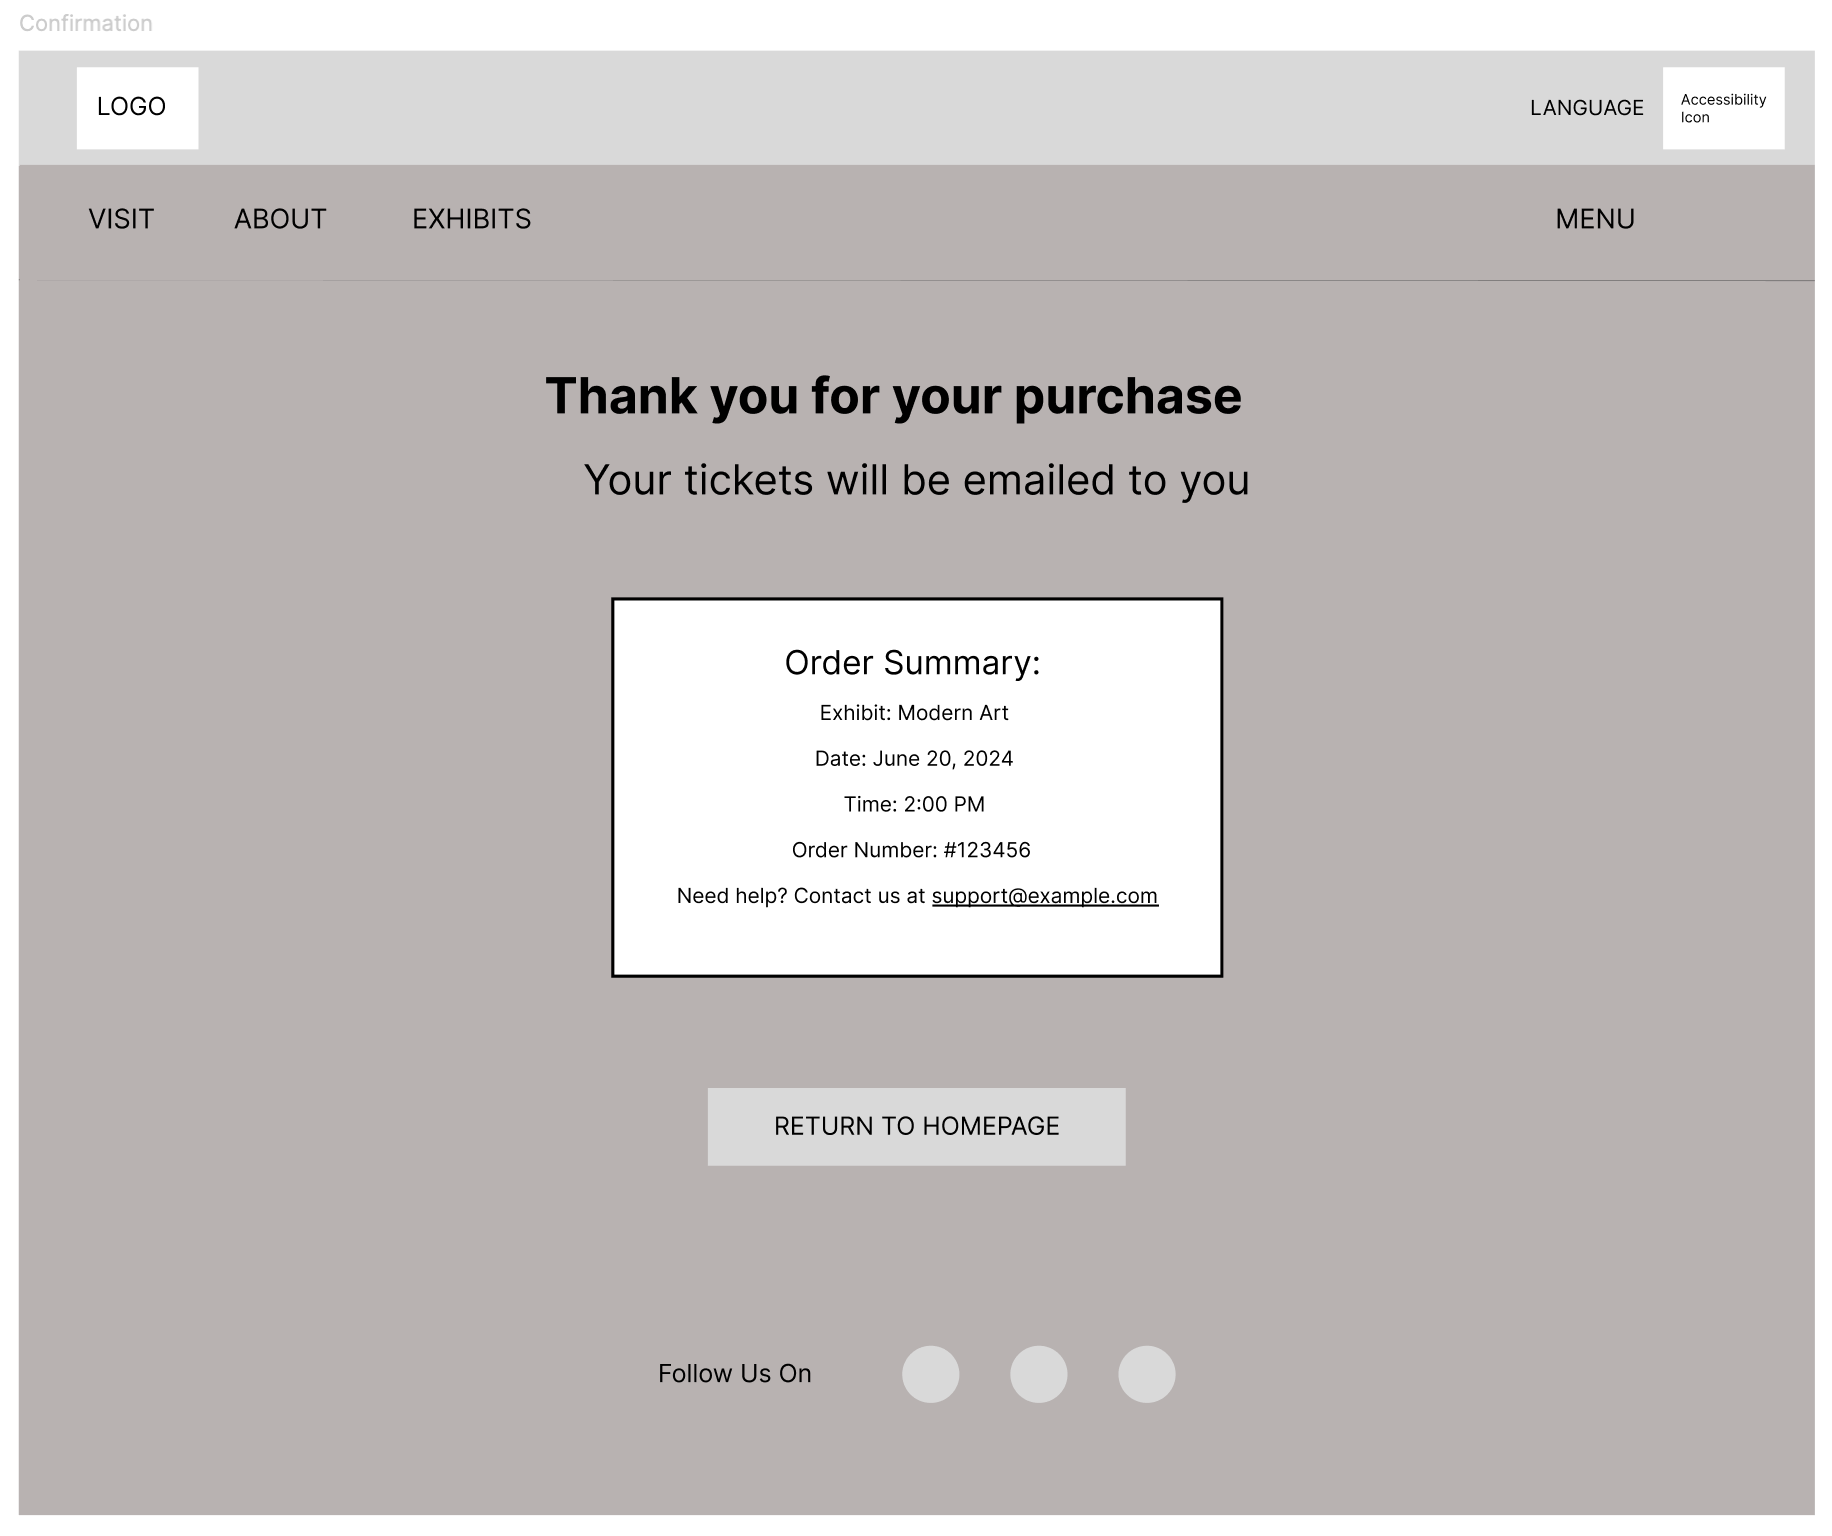 Confirmation
LOGO
LANGUAGE
Accessibility
Icon
VISIT
ABOUT
EXHIBITS
MENU
Thank you for your purchase
Your tickets will be emailed to you
Order Summary:
Exhibit: Modern Art
Date: June 20, 2024
Time: 2:00 PM
Order Number: #123456
Need help? Contact us at support@example.com
RETURN TO HOMEPAGE
Follow Us On